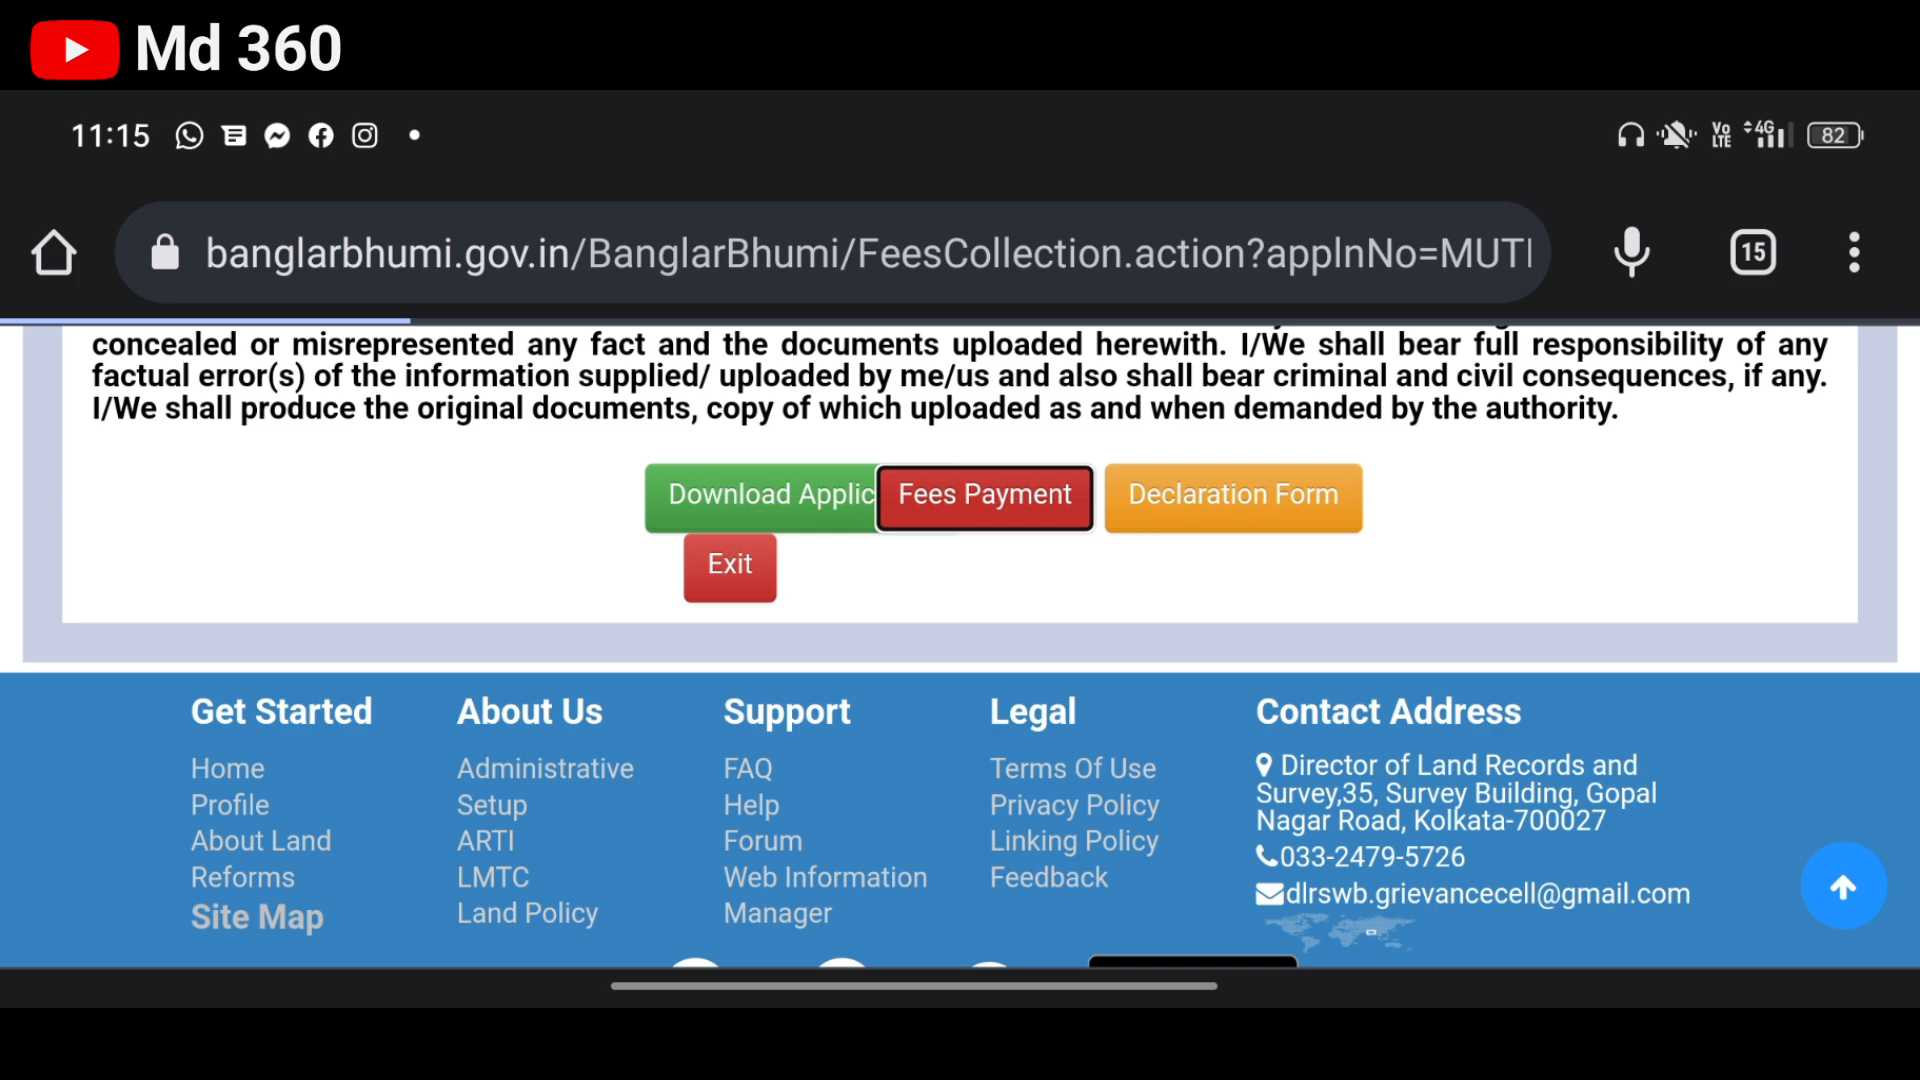 Md 360
11:15
Vo
LTE
4G
82
banglarbhumi.gov.in/BanglarBhumi/FeesCollection.action?applnNo=MUT
15
concealed or misrepresented any fact and the documents uploaded herewith. I/We shall bear full responsibility of any
factual error(s) of the information supplied/ uploaded by me/us and also shall bear criminal and civil consequences, if any.
I/We shall produce the original documents, copy of which uploaded as and when demanded by the authority.
Download Applic
Fees Payment
Declaration Form
Exit
Get Started
Home
Profile
About Land
Reforms
Site Map
About Us
Administrative
Setup
ARTI
LMTC
Land Policy
Support
FAQ
Help
Forum
Web Information
Manager
Legal
Terms Of Use
Privacy Policy
Linking Policy
Feedback
Contact Address
Director of Land Records and
Survey,35, Survey Building, Gopal
Nagar Road, Kolkata-700027
033-2479-5726
dlrswb.grievancecell@gmail.com